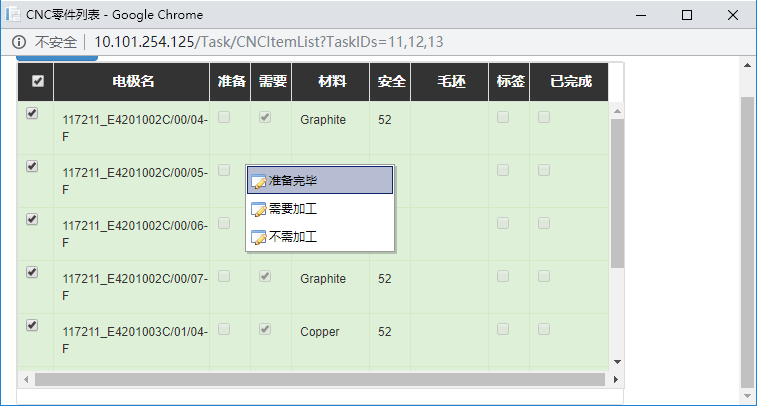 CNC零件列表 - Google Chrome
不安全 | 10.101.254.125/Task/CNCItemList?TaskIDs=11,12,13
电极名 准备 需要 材料 安全 毛坯 标签 已完成
117211_E4201002C/00/04-
F
Graphite 52
117211_E4201002C/00/05-
F
117211_E4201002C/00/06-
F
117211_E4201002C/00/07-
F
Graphite 52
117211_E4201003C/01/04-
F
Copper 52
准备完毕
需要加工
不需加工